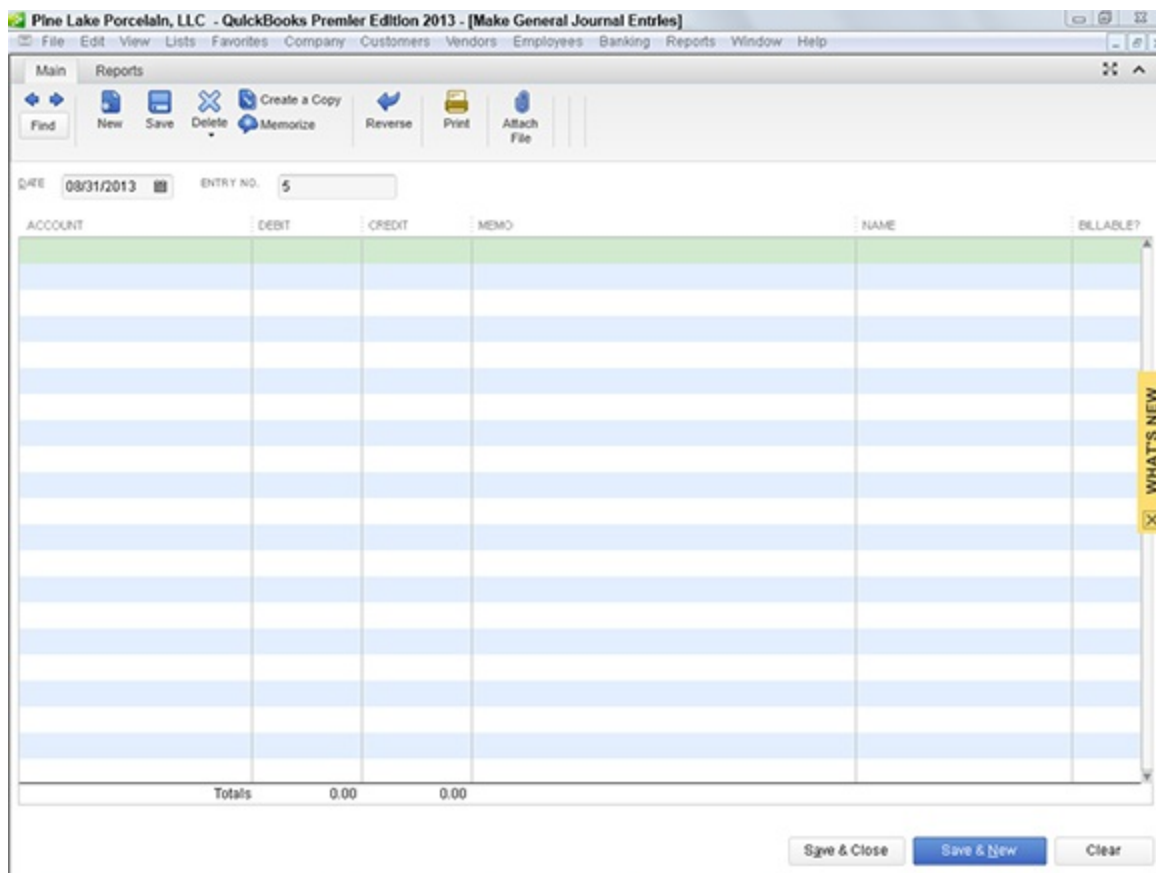 Pine Lake Porcelain, LLC - QuickBooks Premier Edition 2013 - [Make General Journal Entries]
File Edit View Lists Favorites Company Customers Vendors Employees Banking Reports Window Help
Main Reports
Find New Save Delete Create a Copy Memorize Reverse Print Attach File
DATE 08/31/2013 ENTRY NO. 5
ACCOUNT DEBIT CREDIT MEMO NAME BILLABLE?
WHAT'S NEW
Totals 0.00 0.00
Save & Close Save & New Clear